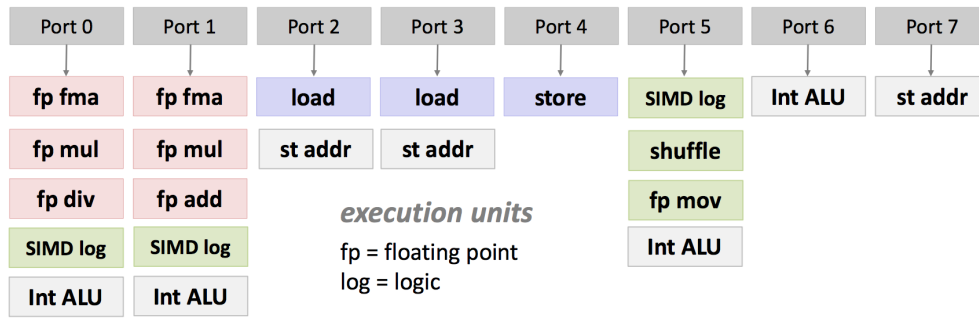 Port 0 Port 1 Port 2 Port 3 Port 4 Port 5 Port 6 Port 7
fp fma fp fma load load store SIMD log Int ALU st addr
fp mul fp mul st addr st addr shuffle
fp div fp add fp mov
SIMD log SIMD log Int ALU
Int ALU Int ALU
execution units
fp = floating point
log = logic